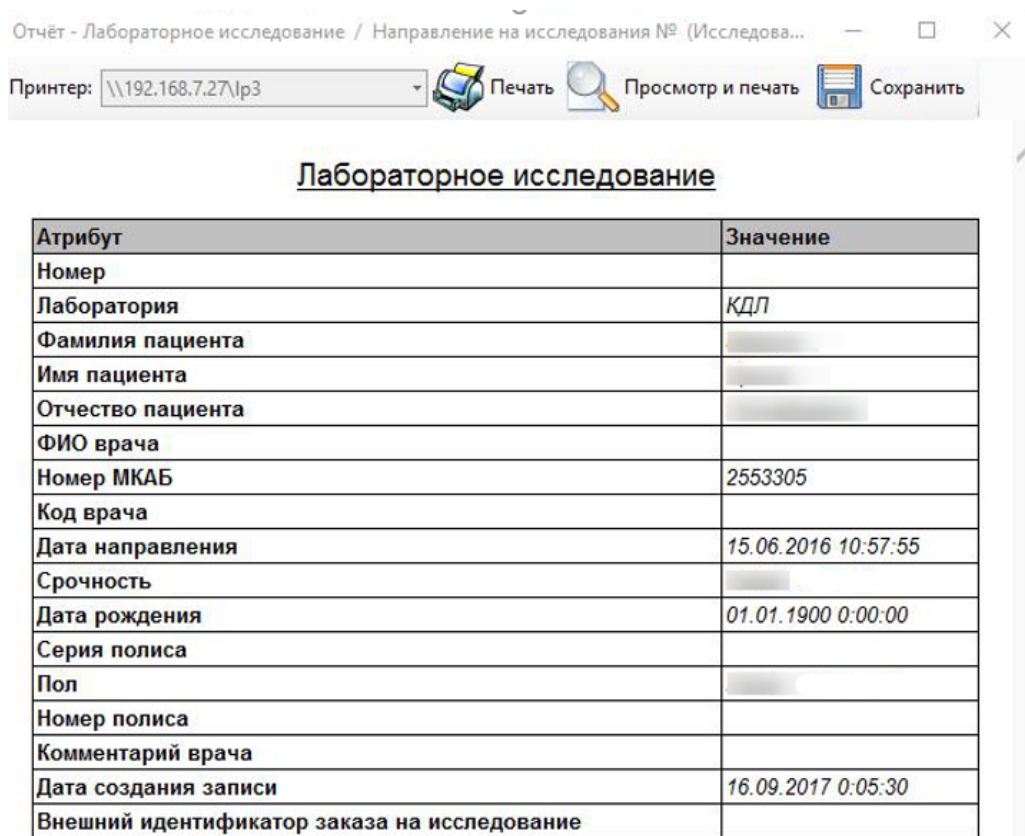 Отчёт - Лабораторное исследование / Направление на исследования № (Исследова...
Принтер: \\192.168.7.27\lp3 Печать Просмотр и печать Сохранить
Лабораторное исследование
Атрибут Значение
Номер
Лаборатория КДЛ
Фамилия пациента
Имя пациента
Отчество пациента
ФИО врача
Номер МКАБ 2553305
Код врача
Дата направления 15.06.2016 10:57:55
Срочность
Дата рождения 01.01.1900 0:00:00
Серия полиса
Пол
Номер полиса
Комментарий врача
Дата создания записи 16.09.2017 0:05:30
Внешний идентификатор заказа на исследование